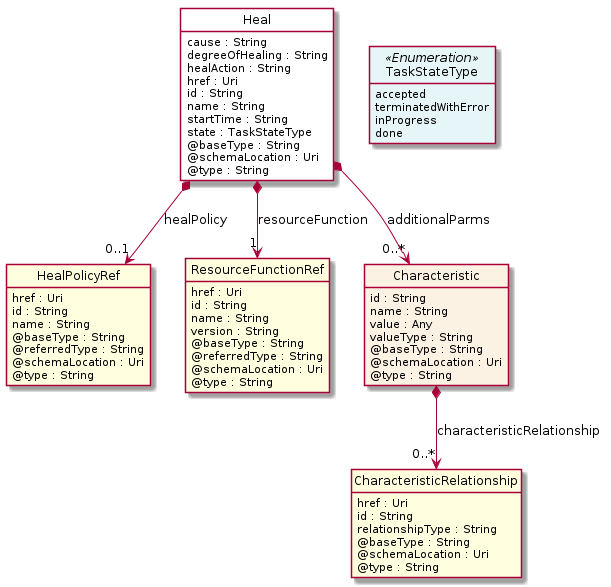 Heal
cause : String
degreeOfHealing : String
healAction : String
href : Uri
id : String
name : String
startTime : String
state : TaskStateType
@baseType : String
@schemaLocation : Uri
@type : String
«Enumeration»
TaskStateType
accepted
terminatedWithError
inProgress
done
healPolicy
resourceFunction
additionalParms
0..1
1
0..*
HealPolicyRef
href : Uri
id : String
name : String
@baseType : String
@referredType : String
@schemaLocation : Uri
@type : String
ResourceFunctionRef
href : Uri
id : String
name : String
version : String
@baseType : String
@referredType : String
@schemaLocation : Uri
@type : String
Characteristic
id : String
name : String
value : Any
valueType : String
@baseType : String
@schemaLocation : Uri
@type : String
characteristicRelationship
0..*
CharacteristicRelationship
href : Uri
id : String
relationshipType : String
@baseType : String
@schemaLocation : Uri
@type : String